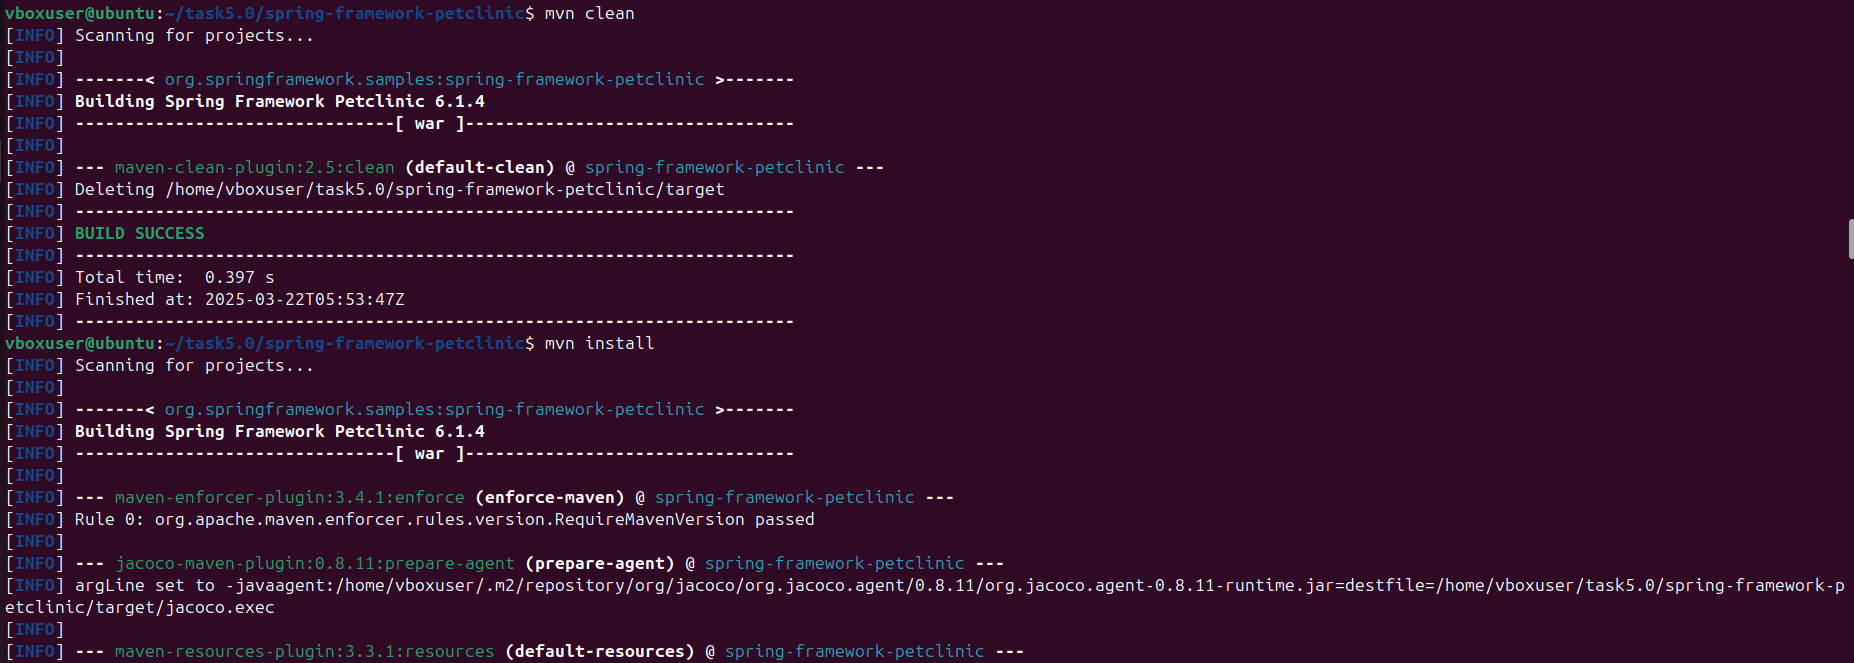 vboxuser@ubuntu:~/task5.0/spring-framework-petclinic$ mvn clean
[INFO] Scanning for projects...
[INFO]
[INFO] -------< org.springframework.samples:spring-framework-petclinic >-------
[INFO] Building Spring Framework Petclinic 6.1.4
[INFO] --------------------------------[ war ]---------------------------------
[INFO]
[INFO] --- maven-clean-plugin:2.5:clean (default-clean) @ spring-framework-petclinic ---
[INFO] Deleting /home/vboxuser/task5.0/spring-framework-petclinic/target
[INFO] ------------------------------------------------------------------------
[INFO] BUILD SUCCESS
[INFO] ------------------------------------------------------------------------
[INFO] Total time:  0.397 s
[INFO] Finished at: 2025-03-22T05:53:47Z
[INFO] ------------------------------------------------------------------------
vboxuser@ubuntu:~/task5.0/spring-framework-petclinic$ mvn install
[INFO] Scanning for projects...
[INFO]
[INFO] -------< org.springframework.samples:spring-framework-petclinic >-------
[INFO] Building Spring Framework Petclinic 6.1.4
[INFO] --------------------------------[ war ]---------------------------------
[INFO]
[INFO] --- maven-enforcer-plugin:3.4.1:enforce (enforce-maven) @ spring-framework-petclinic ---
[INFO] Rule 0: org.apache.maven.enforcer.rules.version.RequireMavenVersion passed
[INFO]
[INFO] --- jacoco-maven-plugin:0.8.11:prepare-agent (prepare-agent) @ spring-framework-petclinic ---
[INFO] argLine set to -javaagent:/home/vboxuser/.m2/repository/org/jacoco/org.jacoco.agent/0.8.11/org.jacoco.agent-0.8.11-runtime.jar=destfile=/home/vboxuser/task5.0/spring-framework-p
etclinic/target/jacoco.exec
[INFO]
[INFO] --- maven-resources-plugin:3.3.1:resources (default-resources) @ spring-framework-petclinic ---